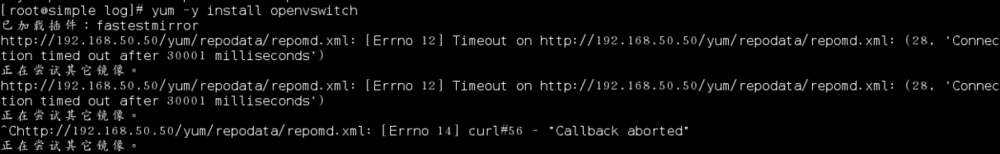 [root@simple log]# yum -y install openvswitch
已加载插件：fastestmirror
http://192.168.50.50/yum/repodata/repomd.xml: [Errno 12] Timeout on http://192.168.50.50/yum/repodata/repomd.xml: (28, 'Connec
tion timed out after 30001 milliseconds')
正在尝试其它镜像。
http://192.168.50.50/yum/repodata/repomd.xml: [Errno 12] Timeout on http://192.168.50.50/yum/repodata/repomd.xml: (28, 'Connec
tion timed out after 30001 milliseconds')
正在尝试其它镜像。
^Chttp://192.168.50.50/yum/repodata/repomd.xml: [Errno 14] curl#56 - "Callback aborted"
正在尝试其它镜像。